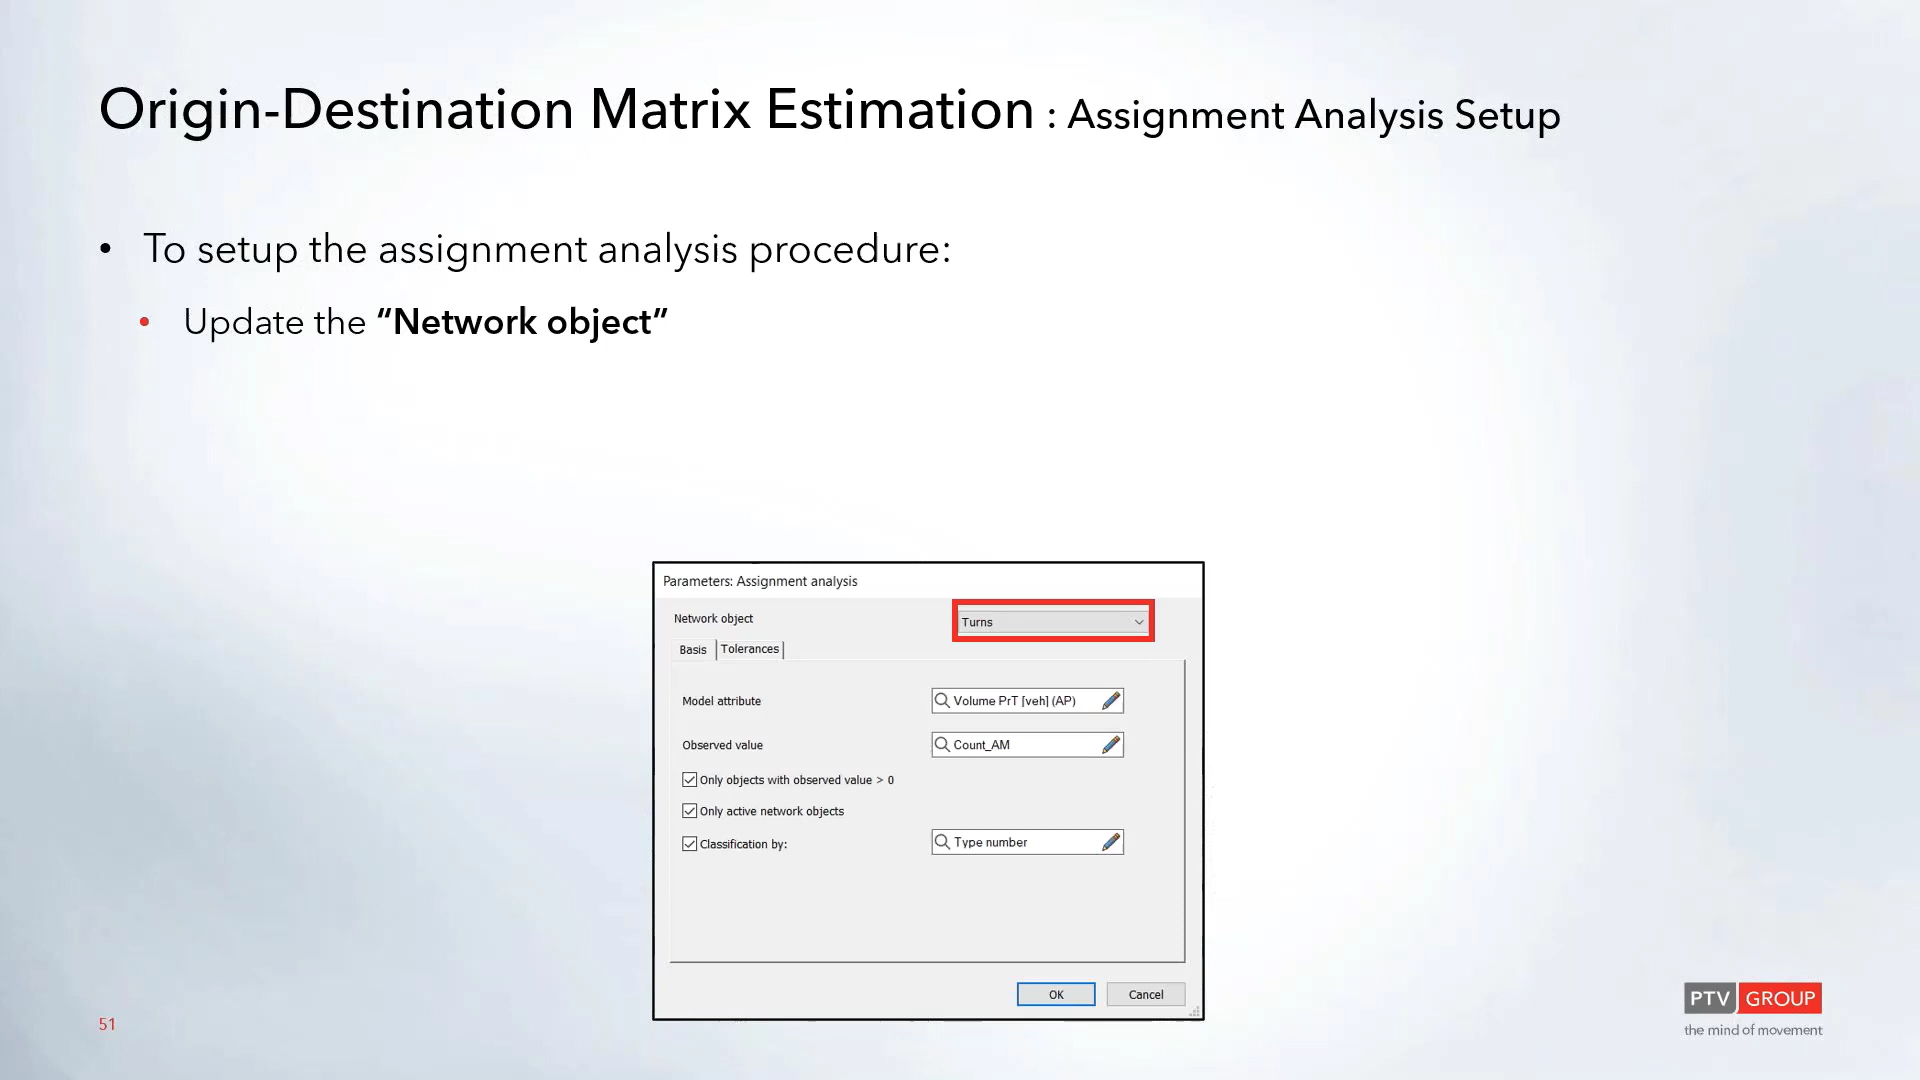 Origin-Destination Matrix Estimation : Assignment Analysis Setup
• To setup the assignment analysis procedure:
• Update the “Network object”
Parameters: Assignment analysis
Network object
Turns
Basis
Tolerances
Model attribute
Volume PrT [veh] (AP)
Observed value
Count_AM
Only objects with observed value > 0
Only active network objects
Classification by:
Type number
OK
Cancel
51
PTV GROUP
the mind of movement